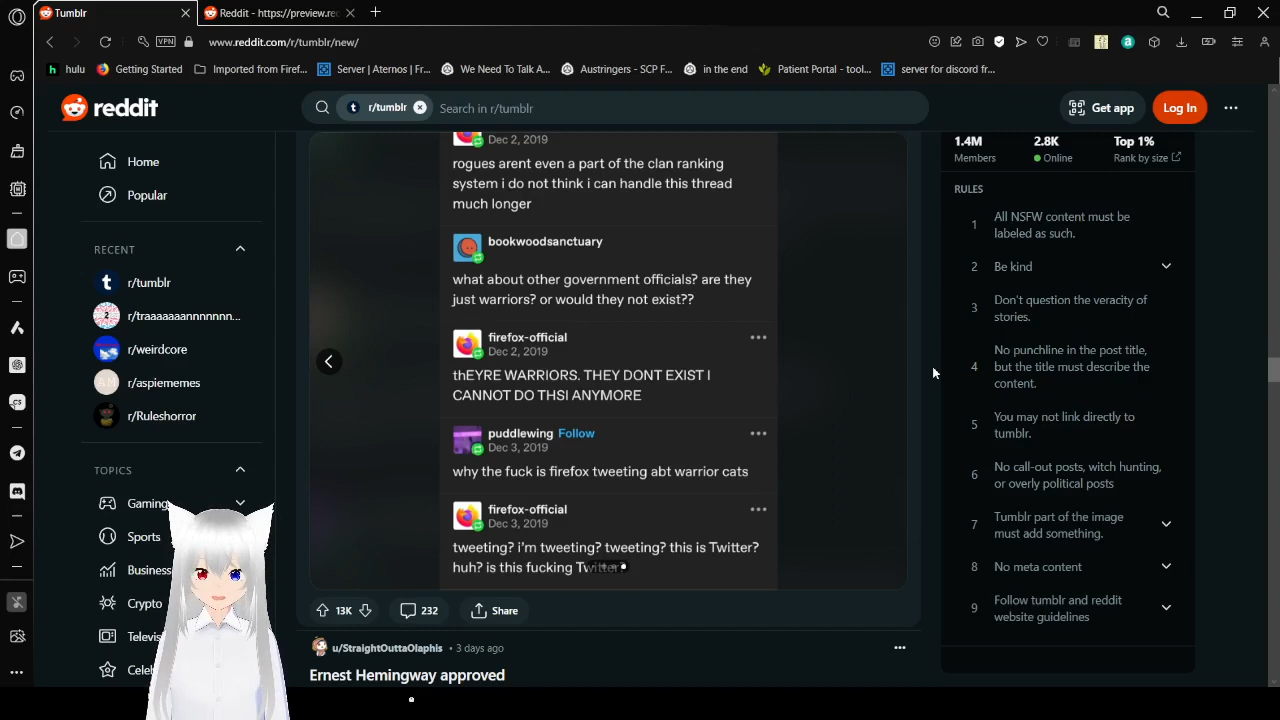 Tumblr
Reddit - https://preview.rec
VPN
www.reddit.com/r/tumblr/new/
hulu
Getting Started
Imported from Firef...
Server | Aternos | Fr...
We Need To Talk A...
Austringers - SCP F...
in the end
Patient Portal - tool...
server for discord fr...
reddit
r/tumblr
Search in r/tumblr
Get app
Log In
Home
Popular
RECENT
r/tumblr
r/traaaaaaannnnnnn...
r/weirdcore
r/aspiememes
r/Ruleshorror
TOPICS
Gaming
Sports
Business
Crypto
Televis
Celeb
Dec 2, 2019
rogues arent even a part of the clan ranking
system i do not think i can handle this thread
much longer
bookwoodsanctuary
what about other government officials? are they
just warriors? or would they not exist??
firefox-official
Dec 2, 2019
thEYRE WARRIORS. THEY DONT EXIST I
CANNOT DO THSI ANYMORE
puddlewing Follow
Dec 3, 2019
why the fuck is firefox tweeting abt warrior cats
firefox-official
Dec 3, 2019
tweeting? i'm tweeting? tweeting? this is Twitter?
huh? is this fucking Twitter?
13K
232
Share
u/StraightOuttaOlaphis • 3 days ago
Ernest Hemingway approved
1.4M
Members
2.8K
Online
Top 1%
Rank by size
RULES
1 All NSFW content must be
labeled as such.
2 Be kind
3 Don't question the veracity of
stories.
4 No punchline in the post title,
but the title must describe the
content.
5 You may not link directly to
tumblr.
6 No call-out posts, witch hunting,
or overly political posts
7 Tumblr part of the image
must add something.
8 No meta content
9 Follow tumblr and reddit
website guidelines